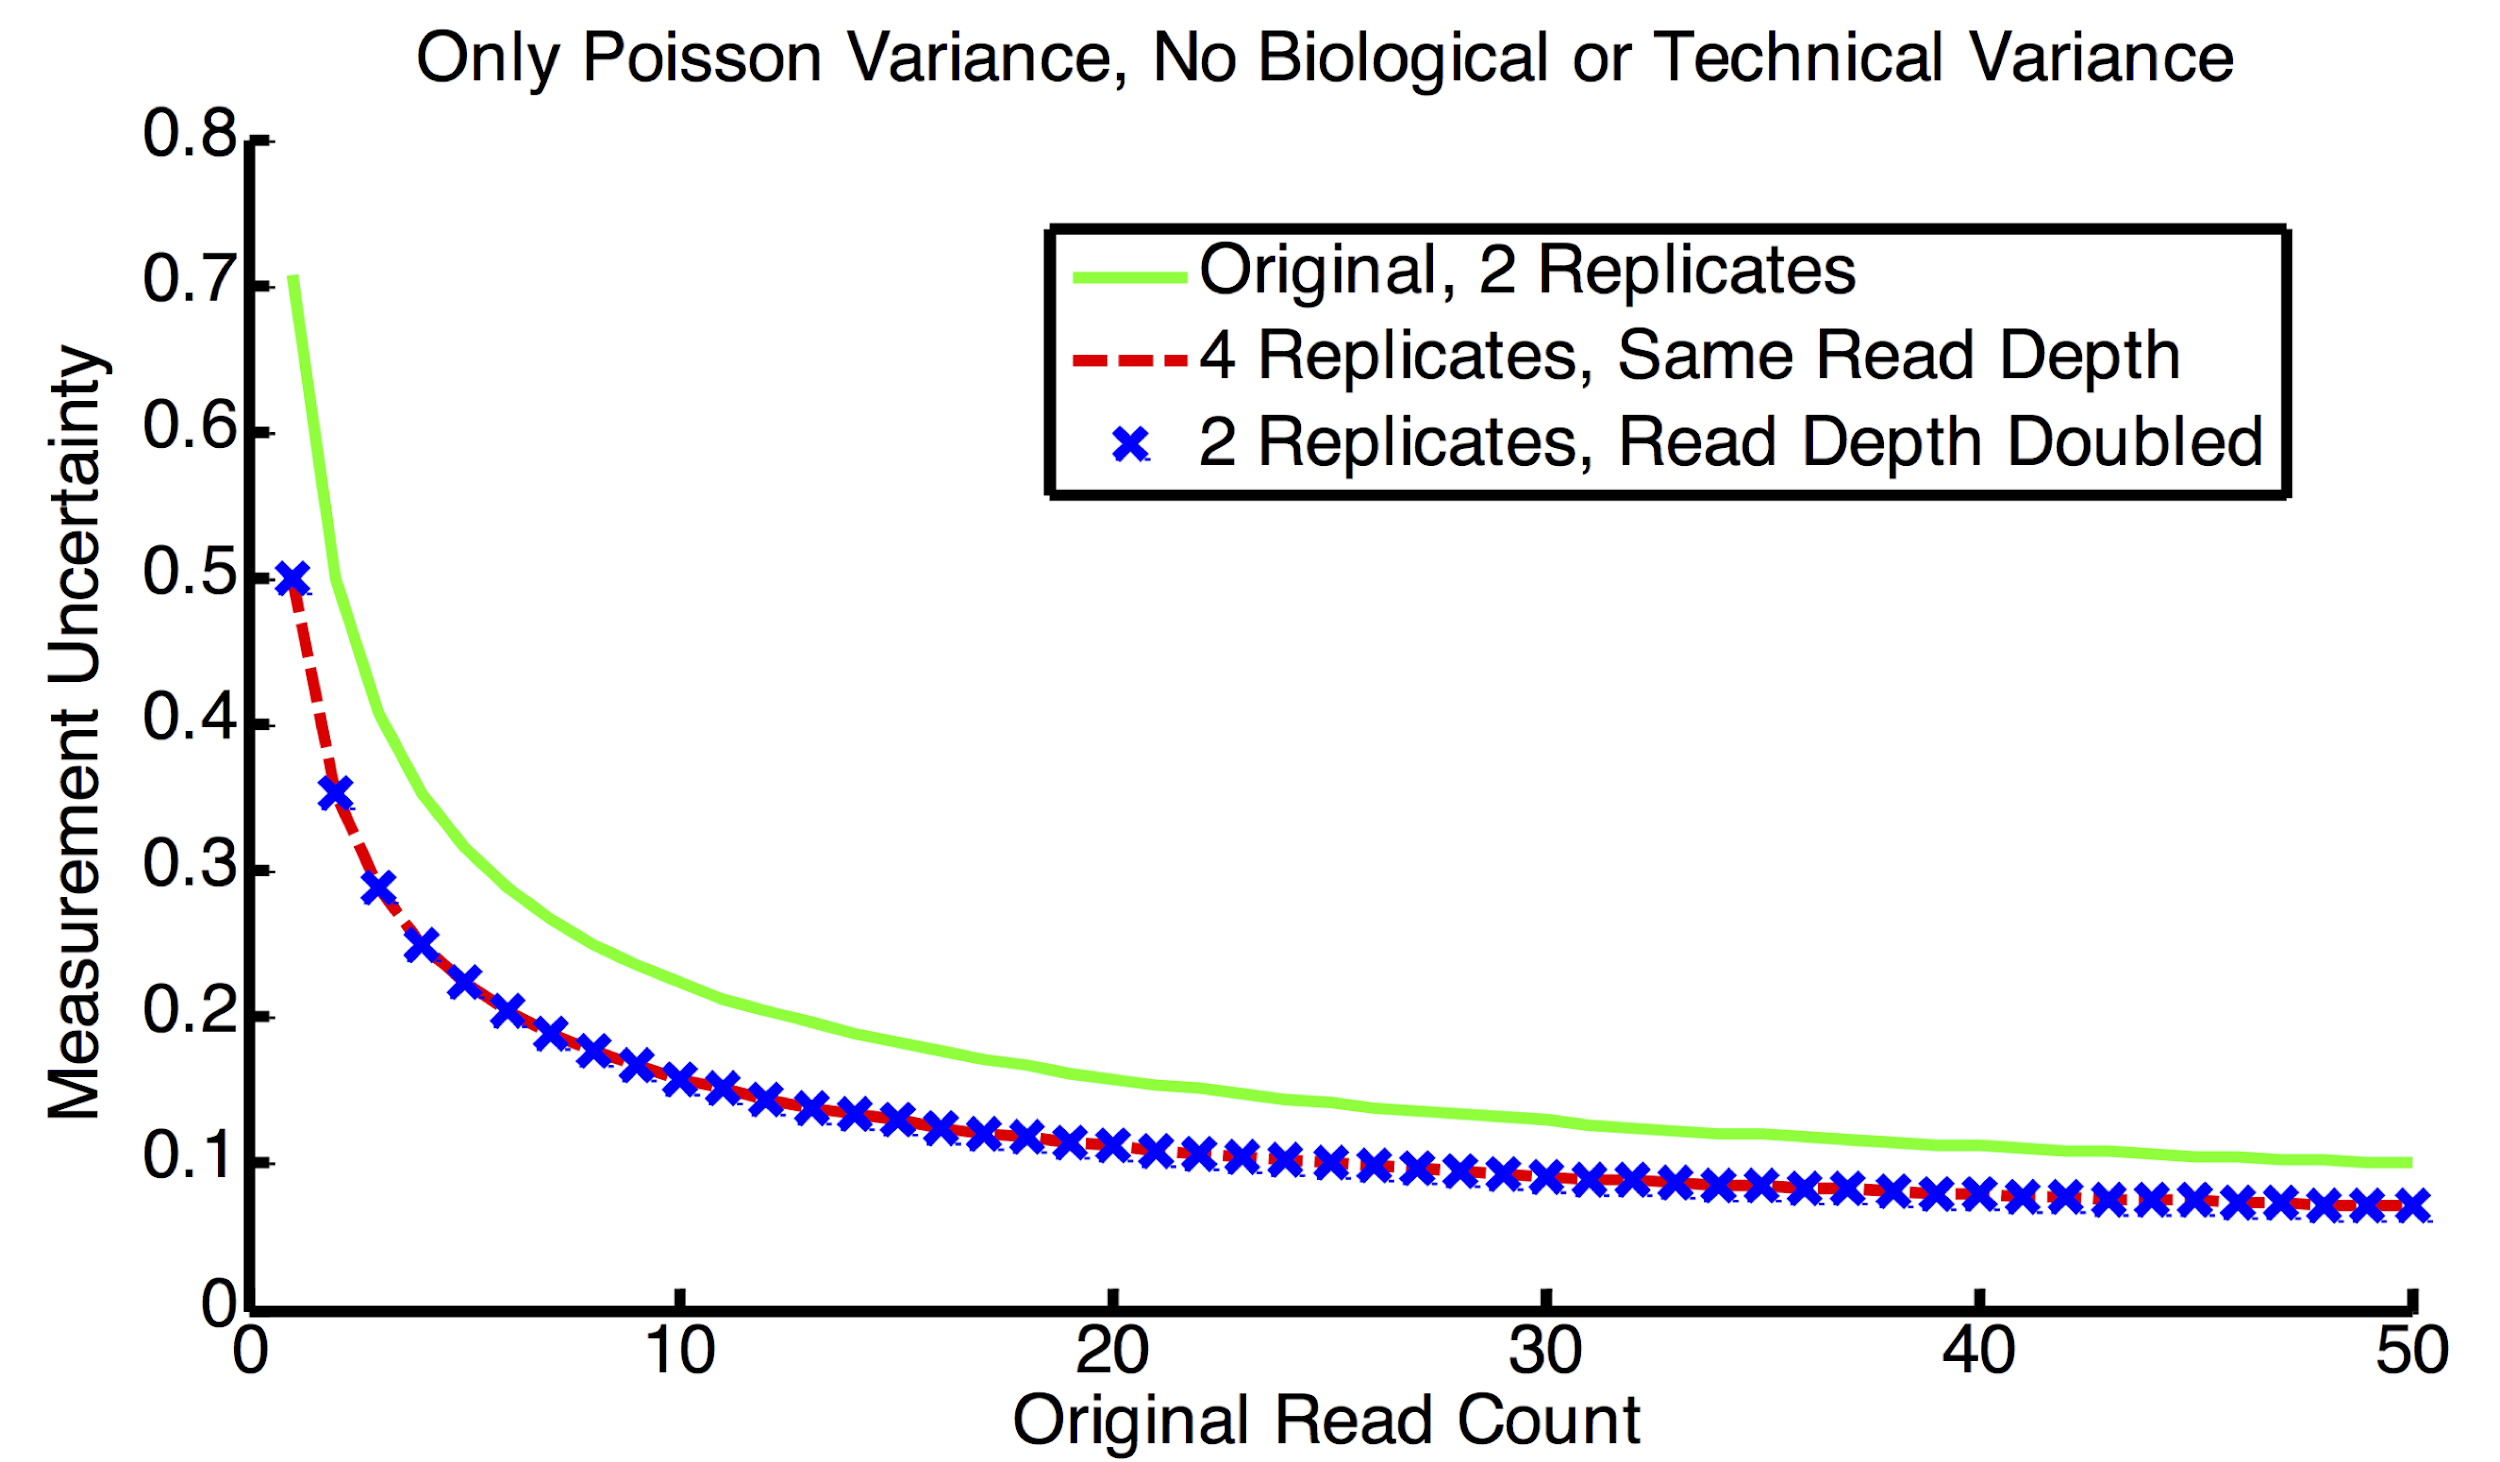 Only Poisson Variance, No Biological or Technical Variance
0.8
0.7
0.6
0.5
0.4
0.3
0.2
0.1
0
Measurement Uncertainty
Original, 2 Replicates
4 Replicates, Same Read Depth
2 Replicates, Read Depth Doubled
0 10 20 30 40 50
Original Read Count